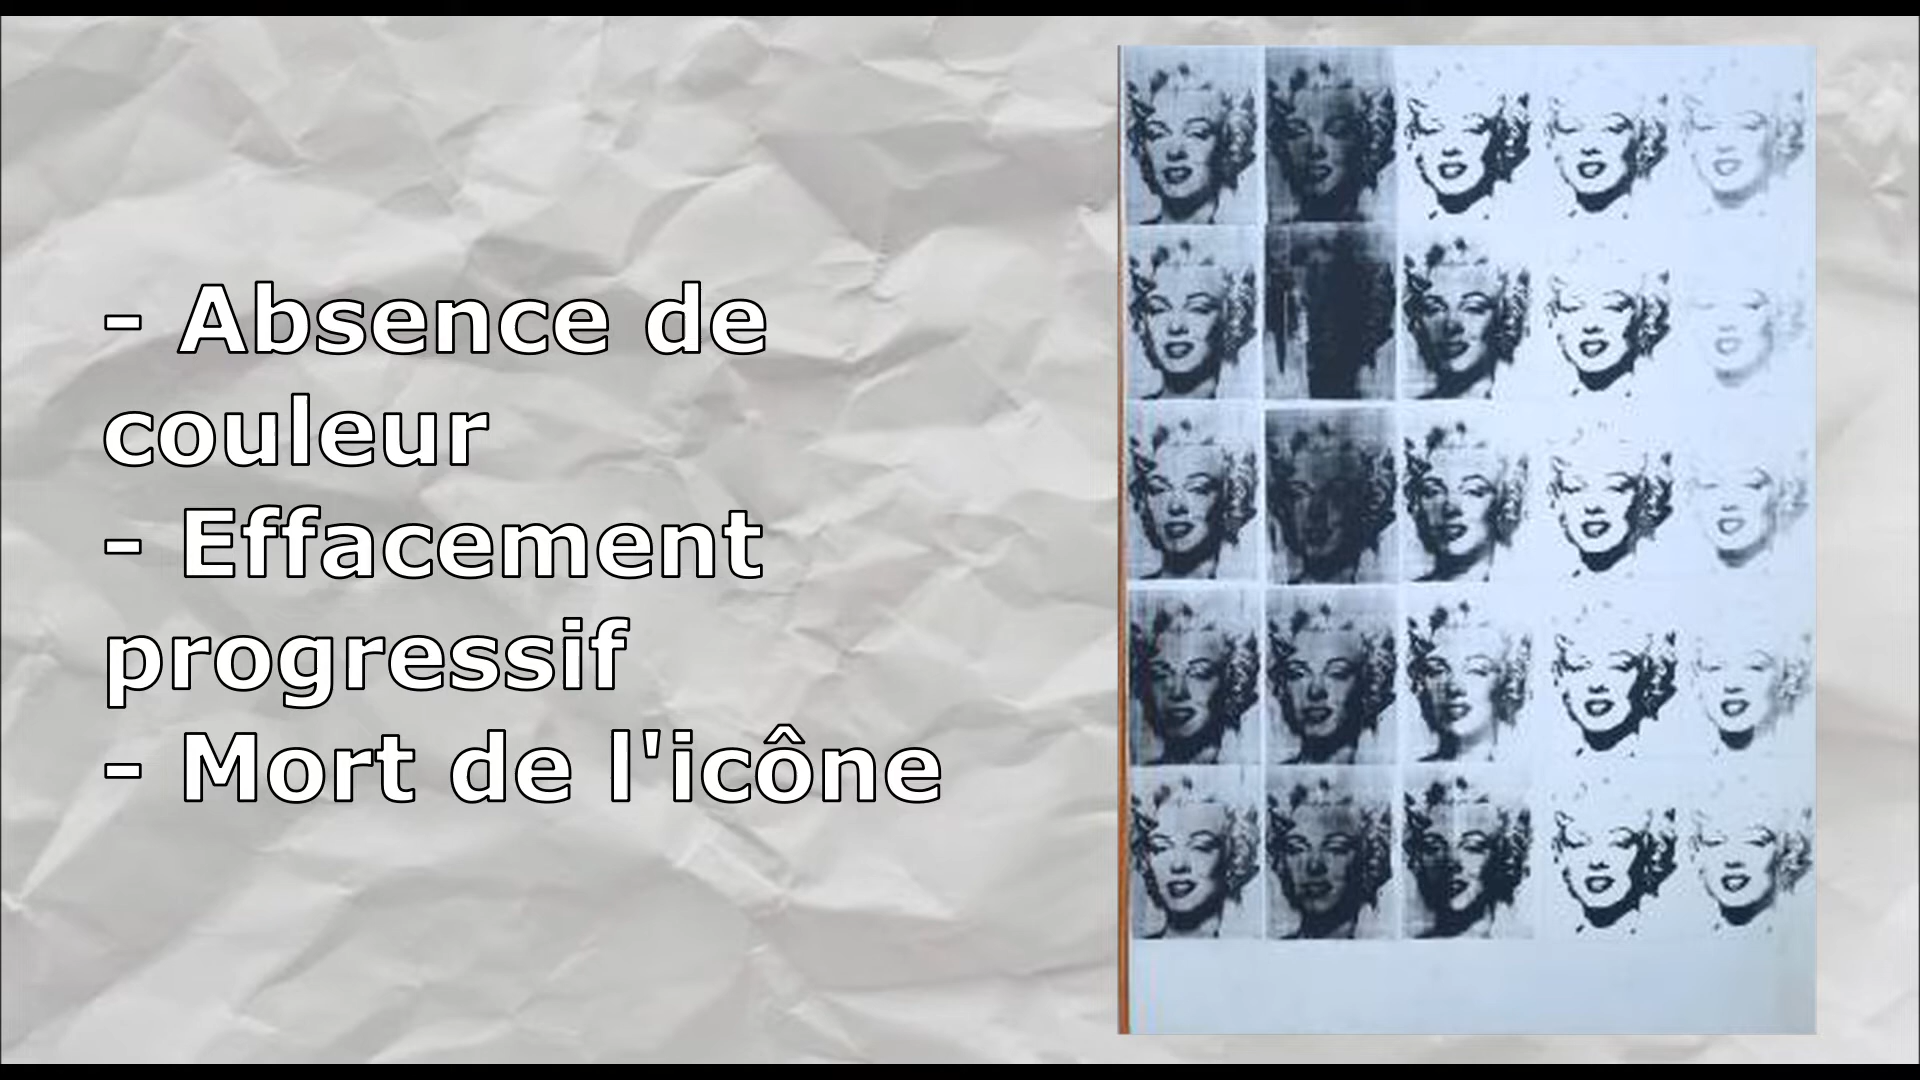 - Absence de
couleur
- Effacement
progressif
- Mort de l'icône